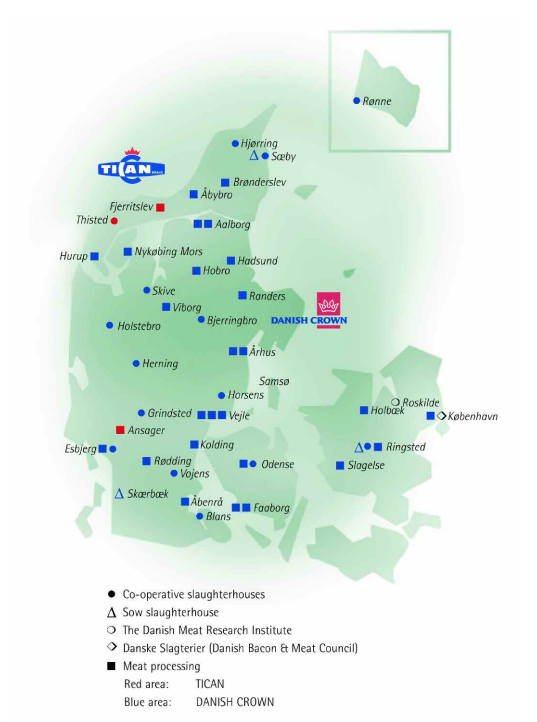 Rønne
Hjørring
Sæby
TICAN
Brønderslev
Åbybro
Fjerritslev
Thisted
Aalborg
Nykøbing Mors
Hurup
Hadsund
Hobro
Skive
Randers
Viborg
Bjerringbro
DANISH CROWN
Holstebro
Århus
Herning
Samsø
Horsens
Roskilde
Grindsted
Vejle
Holbæk
København
Ansager
Esbjerg
Kolding
Ringsted
Rødding
Odense
Slagelse
Vojens
Skærbæk
Åbenrå
Faaborg
Blans
Co-operative slaughterhouses
Sow slaughterhouse
The Danish Meat Research Institute
Danske Slagterier (Danish Bacon & Meat Council)
Meat processing
Red area: TICAN
Blue area: DANISH CROWN